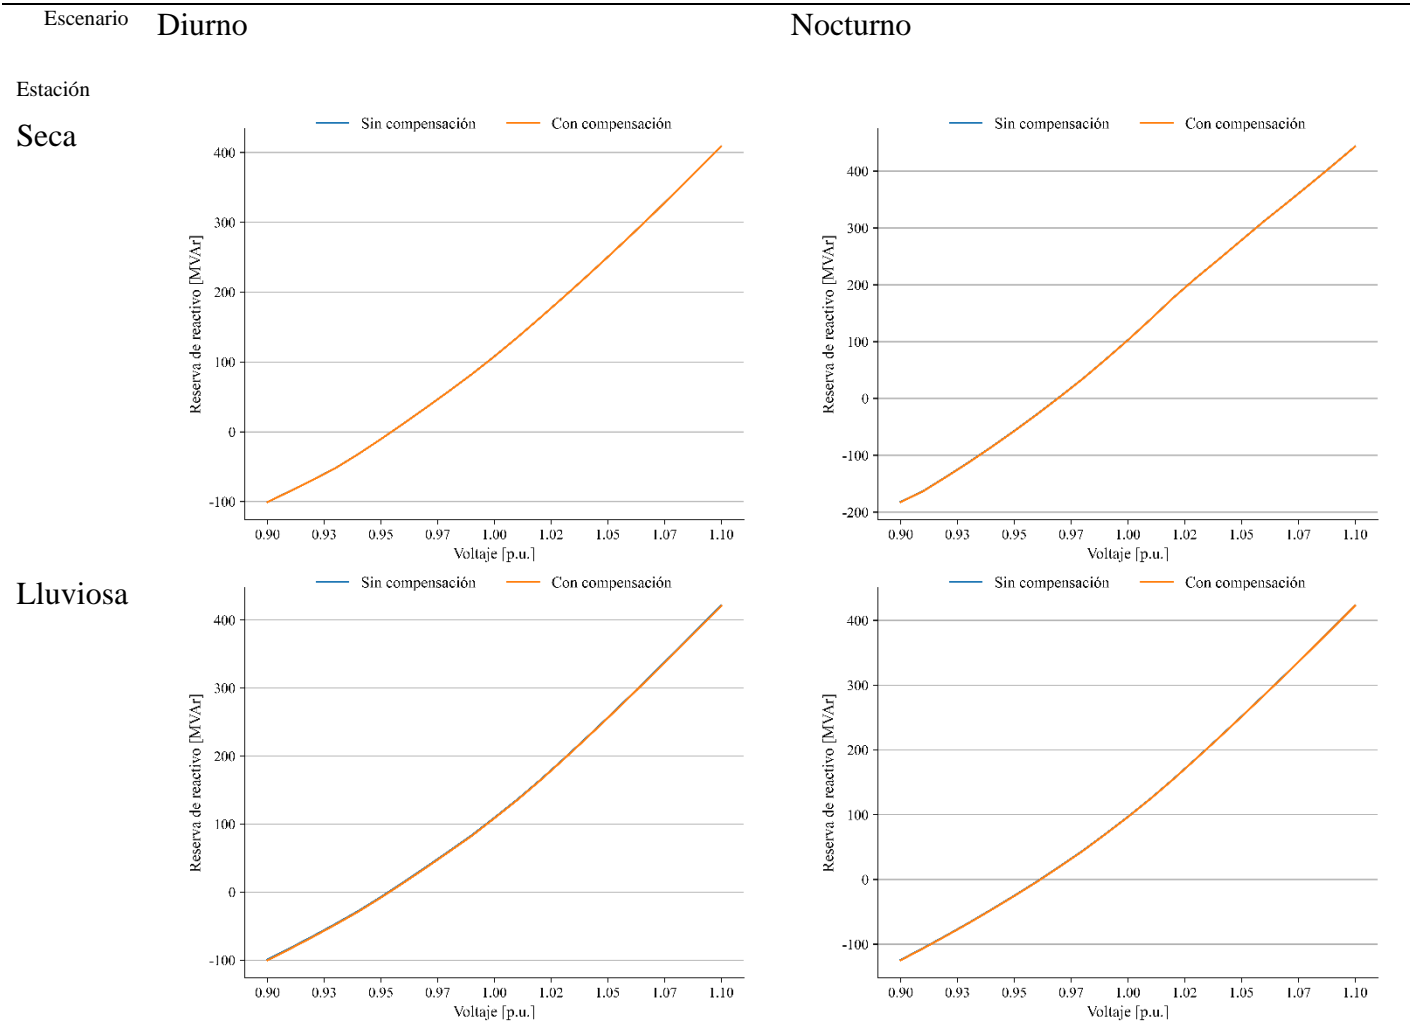 Escenario Diurno Nocturno
Estación
Seca
Sin compensación Con compensación
400
300
200
100
0
-100
Reserva de reactivo [MVAr]
0.90 0.93 0.95 0.97 1.00 1.02 1.05 1.07 1.10
Voltaje [p.u.]
Sin compensación Con compensación
400
300
200
100
0
-100
-200
Reserva de reactivo [MVAr]
0.90 0.93 0.95 0.97 1.00 1.02 1.05 1.07 1.10
Voltaje [p.u.]
Lluviosa
Sin compensación Con compensación
400
300
200
100
0
-100
Reserva de reactivo [MVAr]
0.90 0.93 0.95 0.97 1.00 1.02 1.05 1.07 1.10
Voltaje [p.u.]
Sin compensación Con compensación
400
300
200
100
0
-100
Reserva de reactivo [MVAr]
0.90 0.93 0.95 0.97 1.00 1.02 1.05 1.07 1.10
Voltaje [p.u.]